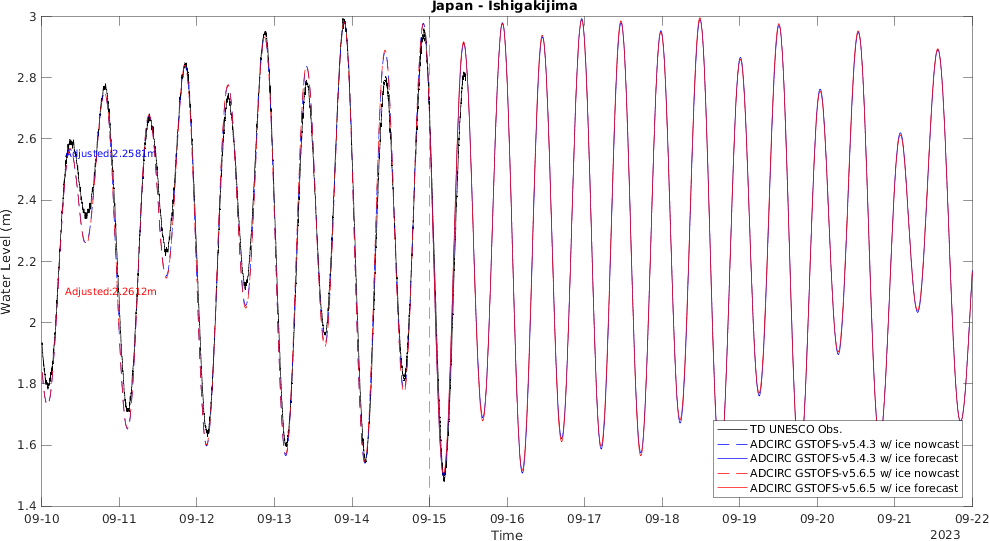 Japan - Ishigakijima
3
2.8
2.6
2.4
2.2
2
1.8
1.6
1.4
Water Level (m)
Adjusted:2.2581m
Adjusted:2.2612m
TD UNESCO Obs.
ADCIRC GSTOFS-v5.4.3 w/ ice nowcast
ADCIRC GSTOFS-v5.4.3 w/ ice forecast
ADCIRC GSTOFS-v5.6.5 w/ ice nowcast
ADCIRC GSTOFS-v5.6.5 w/ ice forecast
09-10 09-11 09-12 09-13 09-14 09-15 09-16 09-17 09-18 09-19 09-20 09-21 09-22
Time
2023